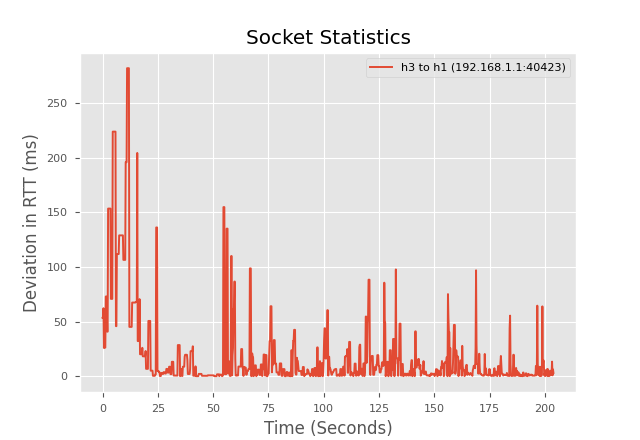 Socket Statistics
h3 to h1 (192.168.1.1:40423)
Deviation in RTT (ms)
250
200
150
100
50
0
0 25 50 75 100 125 150 175 200
Time (Seconds)